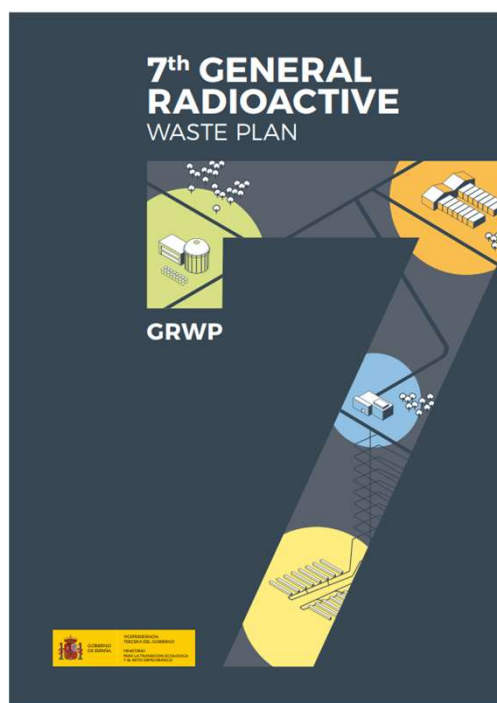 7th GENERAL
RADIOACTIVE
WASTE PLAN
GRWP
GOBIERNO
DE ESPAÑA
VICEPRESIDENCIA
TERCERA DEL GOBIERNO
MINISTERIO
PARA LA TRANSICIÓN ECOLÓGICA
Y EL RETO DEMOGRÁFICO